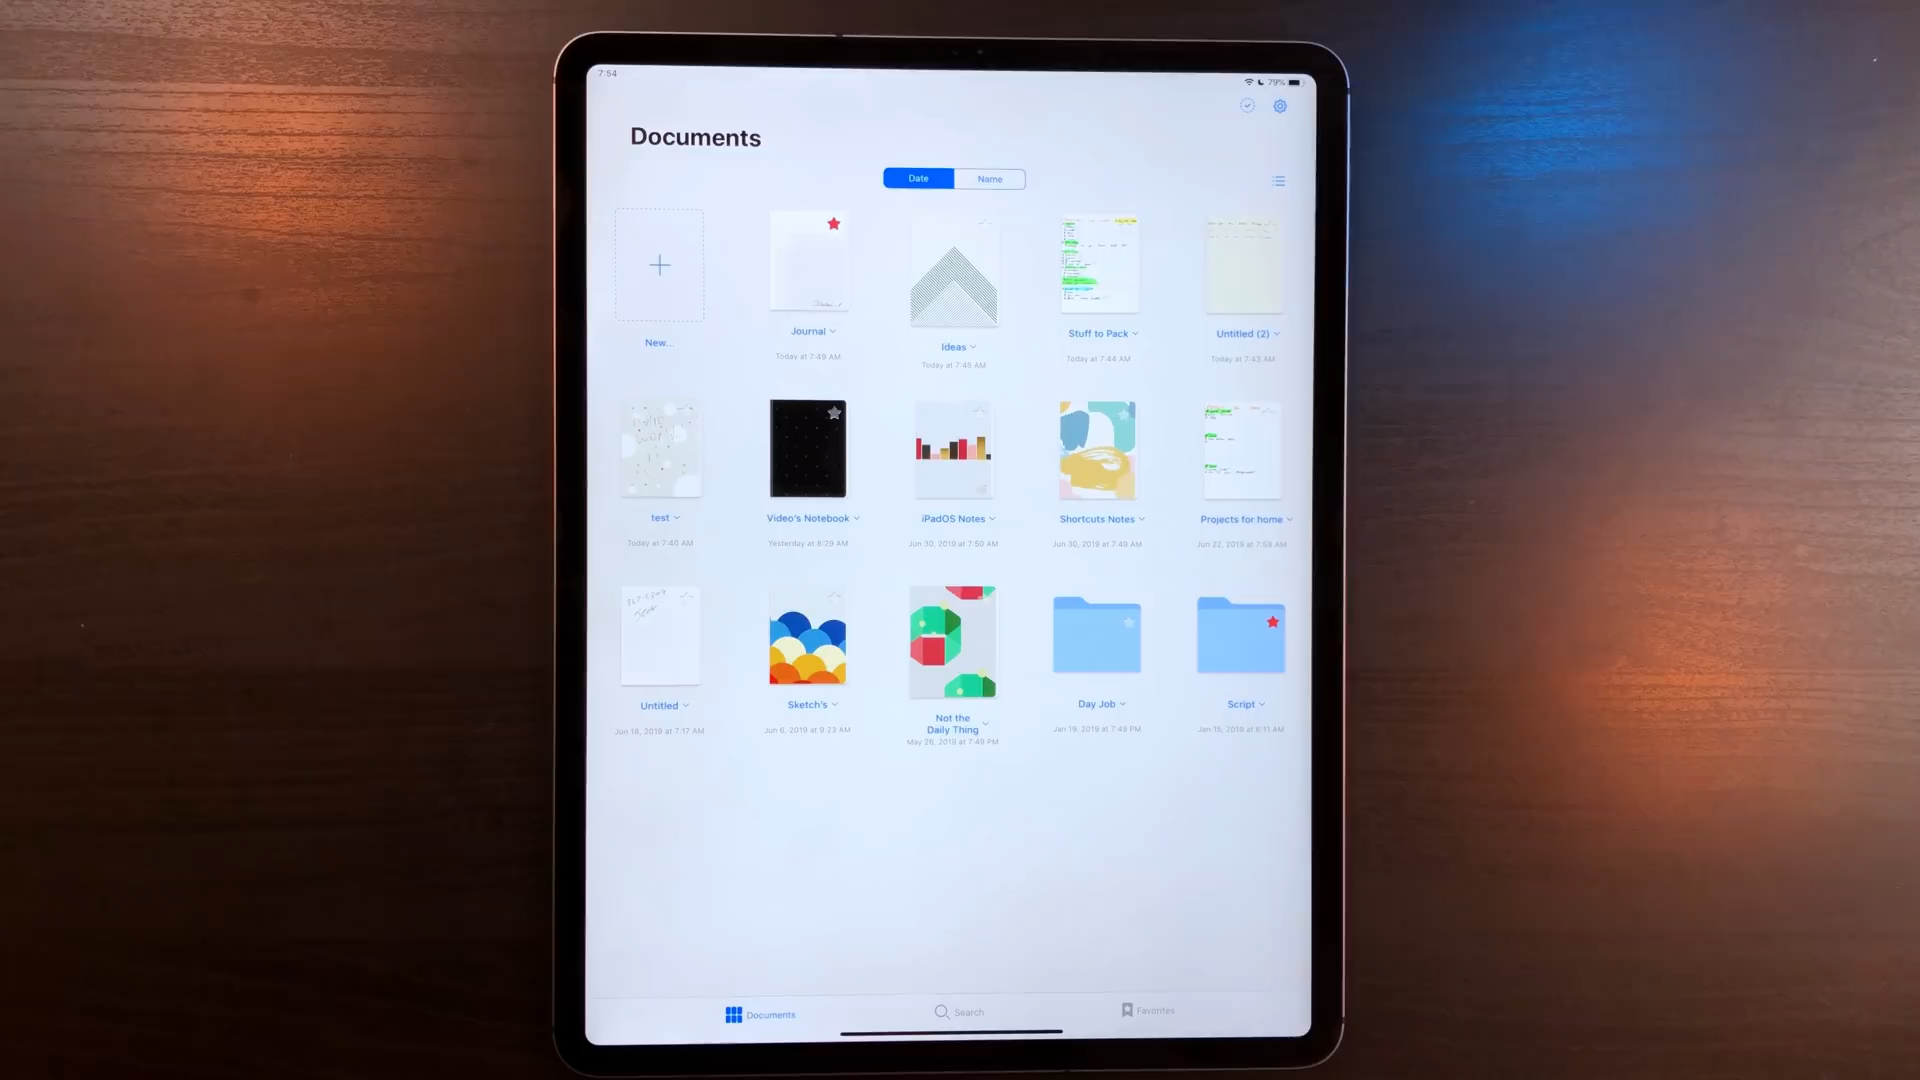 7:54
79%
Documents
Date
Name
New...
Journal
Today at 7:49 AM
Ideas
Today at 7:45 AM
Stuff to Pack
Today at 7:44 AM
Untitled (2)
Today at 7:43 AM
test
Today at 7:40 AM
Video's Notebook
Yesterday at 6:29 AM
iPadOS Notes
Jun 30, 2019 at 7:50 AM
Shortcuts Notes
Jun 30, 2019 at 7:49 AM
Projects for home
Jun 22, 2019 at 7:58 AM
867-5309
Untitled
Jun 18, 2019 at 7:17 AM
Sketch's
Jun 6, 2019 at 9:23 AM
Not the
Daily Thing
May 26, 2019 at 7:49 PM
Day Job
Jan 19, 2019 at 7:49 PM
Script
Jan 15, 2019 at 6:11 AM
Documents
Search
Favorites